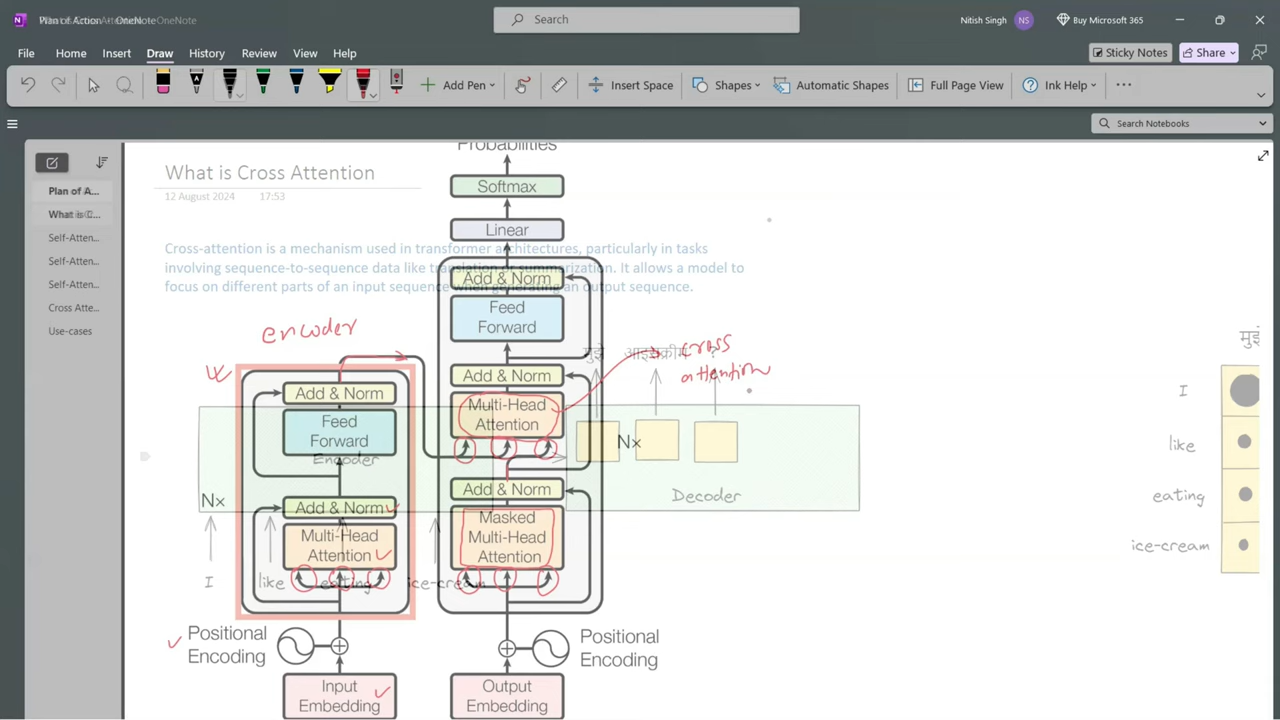 Nitish Singh NS Buy Microsoft 365
Search
File Home Insert Draw History Review View Help
Sticky Notes Share
Add Pen Insert Space Shapes Automatic Shapes Full Page View Ink Help
Search Notebooks
Plan of A...
What is C...
Self-Atten...
Self-Atten...
Self-Atten...
Cross Atte...
Use-cases
What is Cross Attention
12 August 2024 17:53
Cross-attention is a mechanism used in transformer architectures, particularly in tasks
involving sequence-to-sequence data like translation or summarization. It allows a model to
focus on different parts of an input sequence when generating an output sequence.
Probabilities
Softmax
Linear
Add & Norm
Feed
Forward
Add & Norm
Multi-Head
Attention
Nx
Add & Norm
Masked
Multi-Head
Attention
Positional
Encoding
Output
Embedding
encoder
Add & Norm
Feed
Forward
Encoder
Nx
Add & Norm
Multi-Head
Attention
I like eating ice-cream
Positional
Encoding
Input
Embedding
cross
attention
मुझे आइसक्रीम
Decoder
I
like
eating
ice-cream